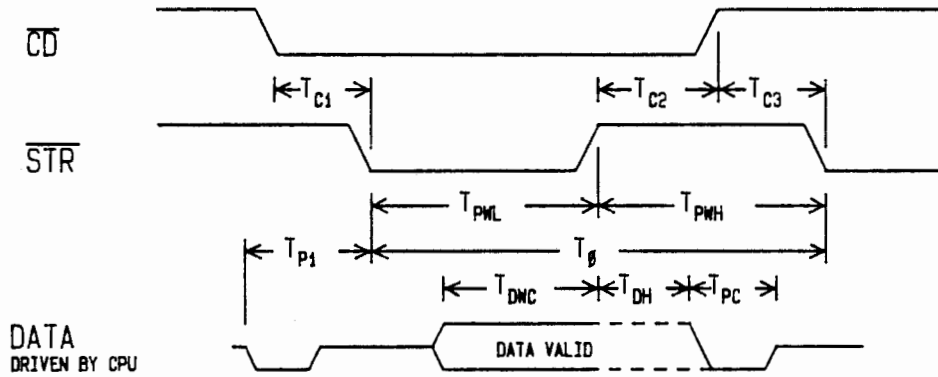 CD
T C1
T C2
T C3
STR
T PWL
T PWH
T P1
T ø
T DWC
T DH
T PC
DATA
DRIVEN BY CPU
DATA VALID